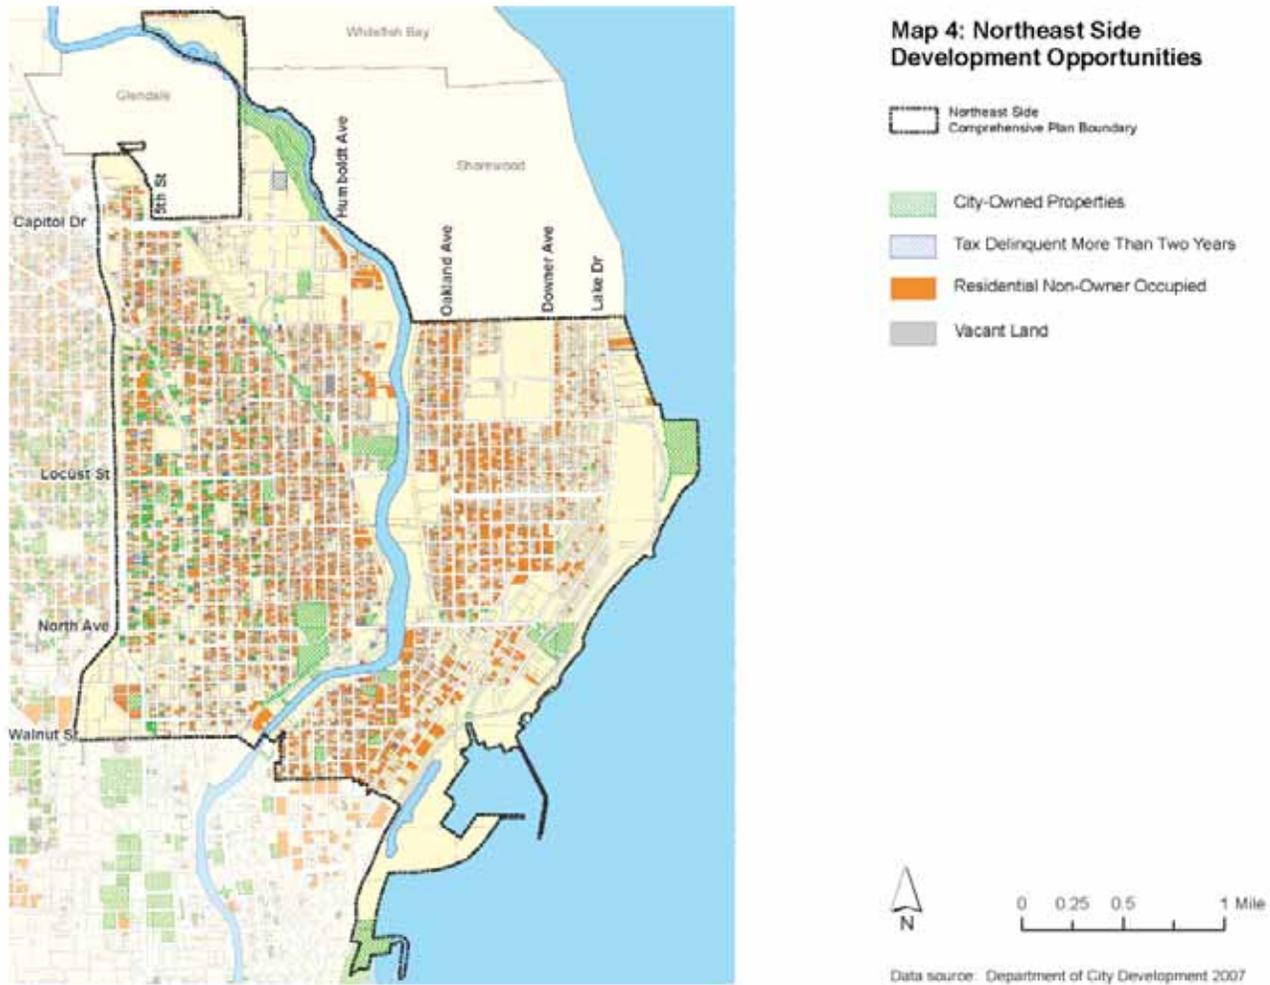 Map 4: Northeast Side
Development Opportunities
Northeast Side
Comprehensive Plan Boundary
City-Owned Properties
Tax Delinquent More Than Two Years
Residential Non-Owner Occupied
Vacant Land
Whitefish Bay
Glendale
Shorewood
Humboldt Ave
5th St
Capitol Dr
Oakland Ave
Downer Ave
Lake Dr
Locust St
North Ave
Walnut St
N
0 0.25 0.5 1 Mile
Data source: Department of City Development 2007